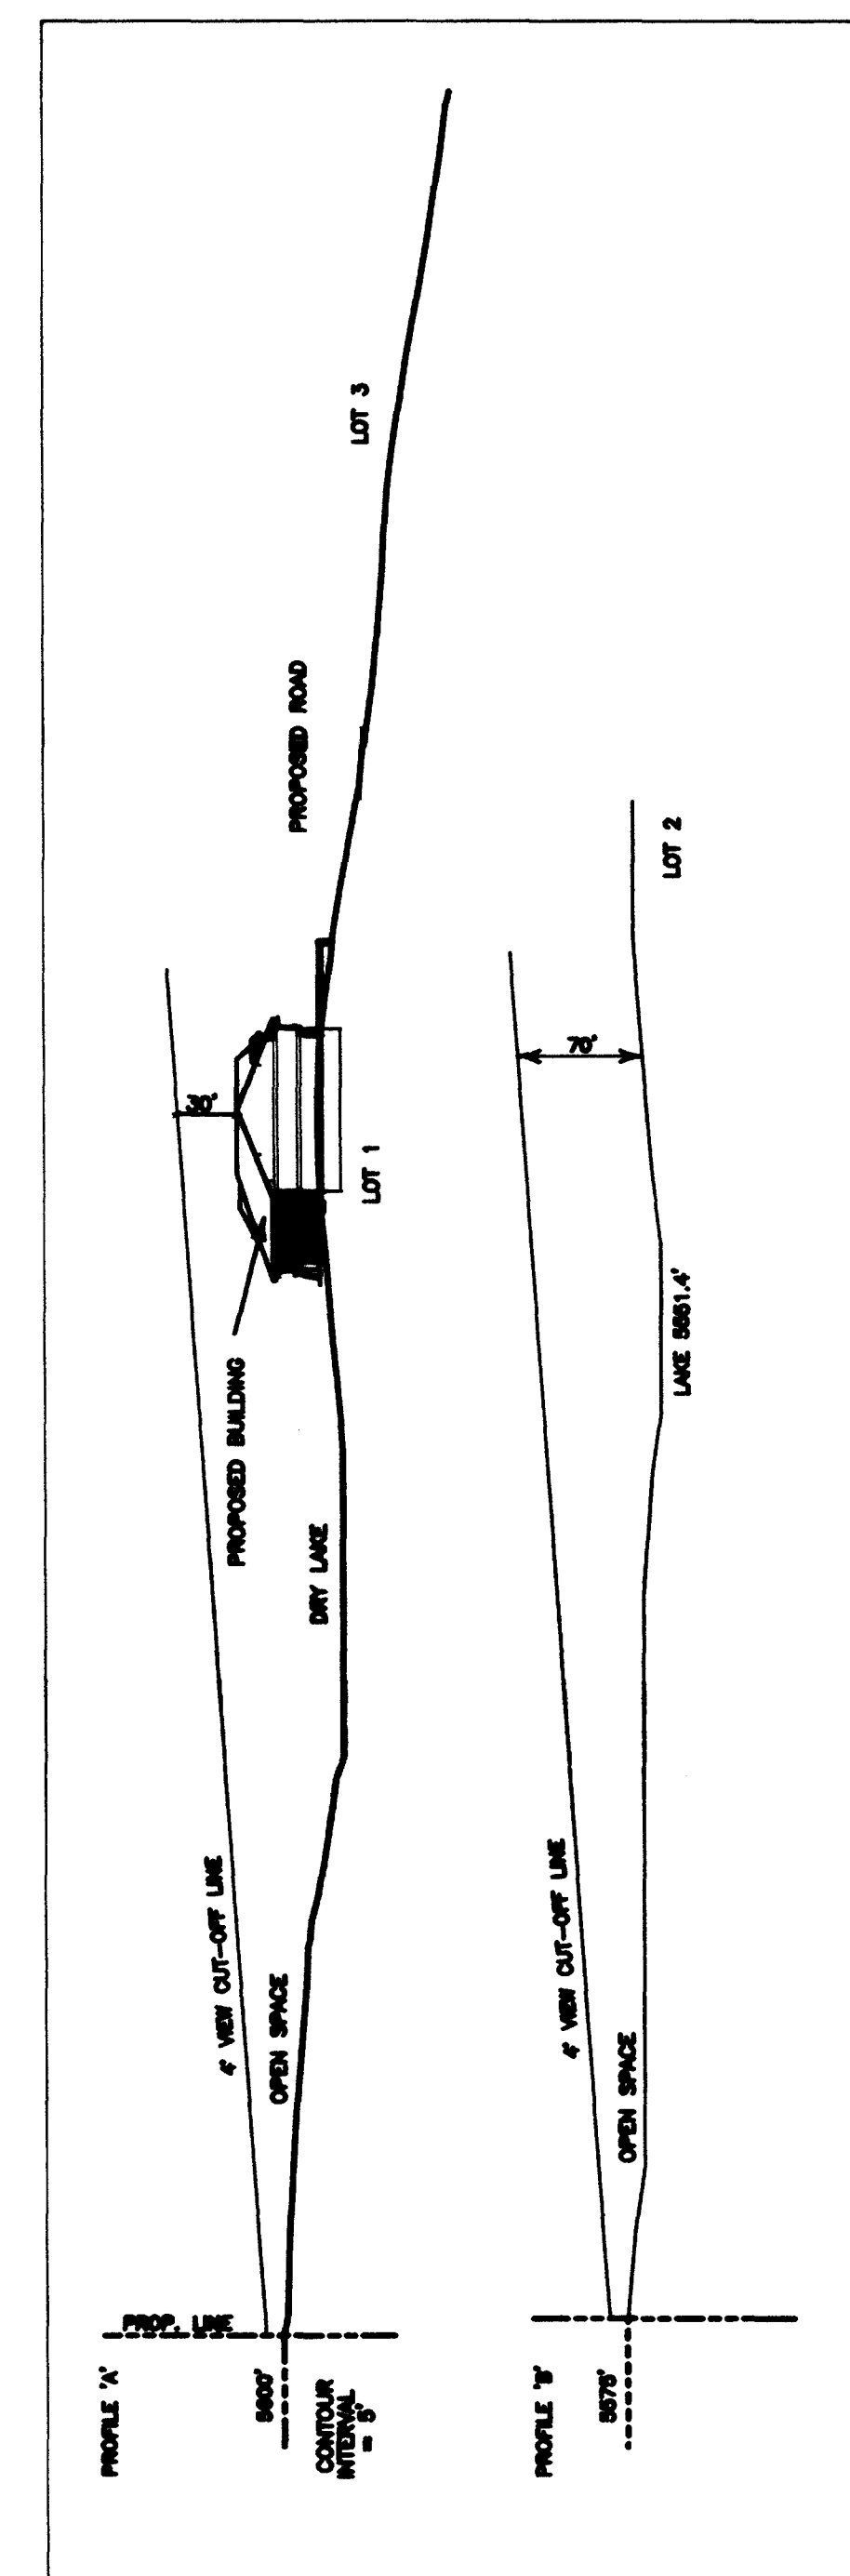 PROFILE 'A'
PROP. LINE
5600'
CONTOUR
INTERVAL
= 5'
4° VIEW CUT-OFF LINE
OPEN SPACE
DRY LAKE
PROPOSED BUILDING
30'
LOT 1
PROPOSED ROAD
LOT 3
PROFILE 'B'
5575'
4° VIEW CUT-OFF LINE
OPEN SPACE
LAKE 5561.4'
70'
LOT 2